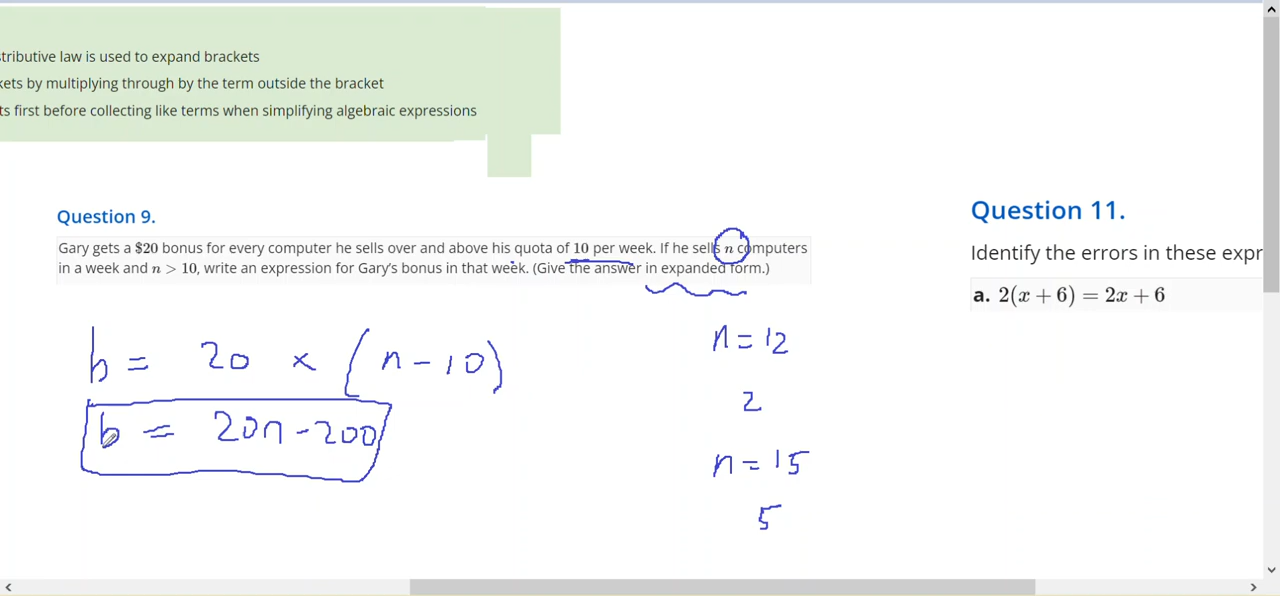 tributive law is used to expand brackets
kets by multiplying through by the term outside the bracket
ts first before collecting like terms when simplifying algebraic expressions
Question 9.
Gary gets a $20 bonus for every computer he sells over and above his quota of 10 per week. If he sells n computers
in a week and n > 10, write an expression for Gary's bonus in that week. (Give the answer in expanded form.)
b = 20 × (n - 10)
b = 20n - 200
n = 12
2
n = 15
5
Question 11.
Identify the errors in these expr
a. 2(x + 6) = 2x + 6